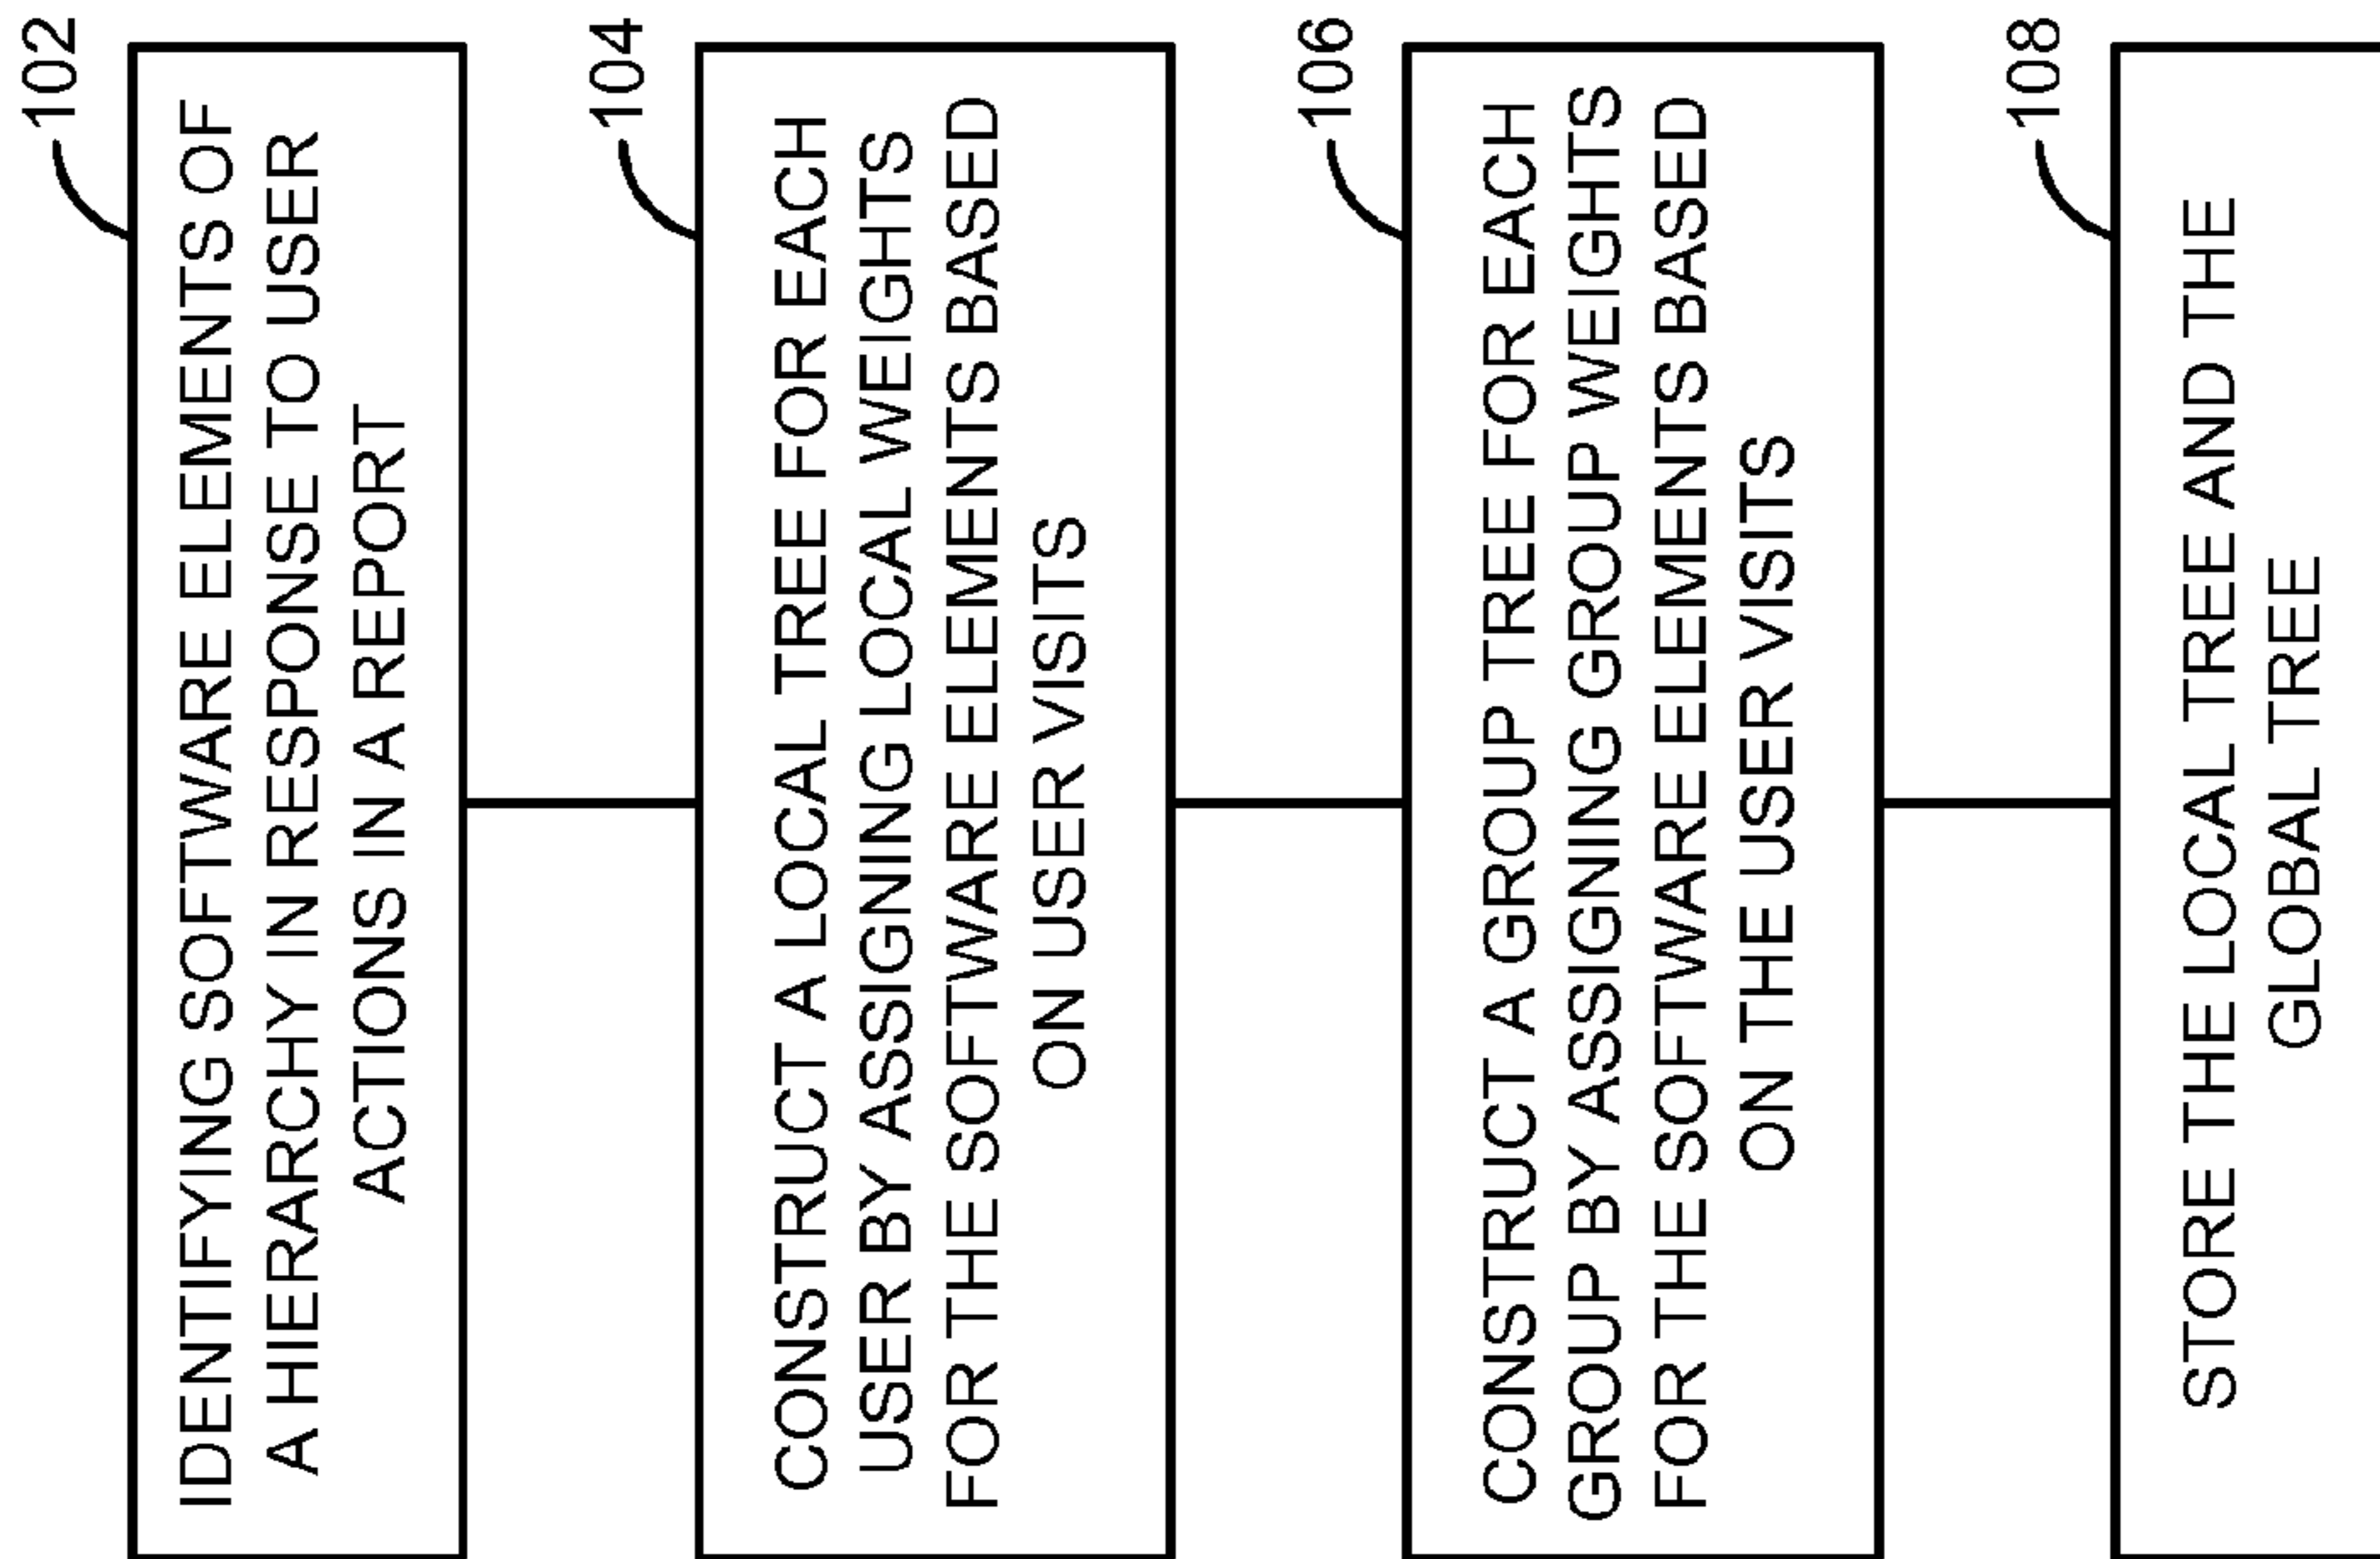 102
IDENTIFYING SOFTWARE ELEMENTS OF
A HIERARCHY IN RESPONSE TO USER
ACTIONS IN A REPORT
104
CONSTRUCT A LOCAL TREE FOR EACH
USER BY ASSIGNING LOCAL WEIGHTS
FOR THE SOFTWARE ELEMENTS BASED
ON USER VISITS
106
CONSTRUCT A GROUP TREE FOR EACH
GROUP BY ASSIGNING GROUP WEIGHTS
FOR THE SOFTWARE ELEMENTS BASED
ON THE USER VISITS
108
STORE THE LOCAL TREE AND THE
GLOBAL TREE